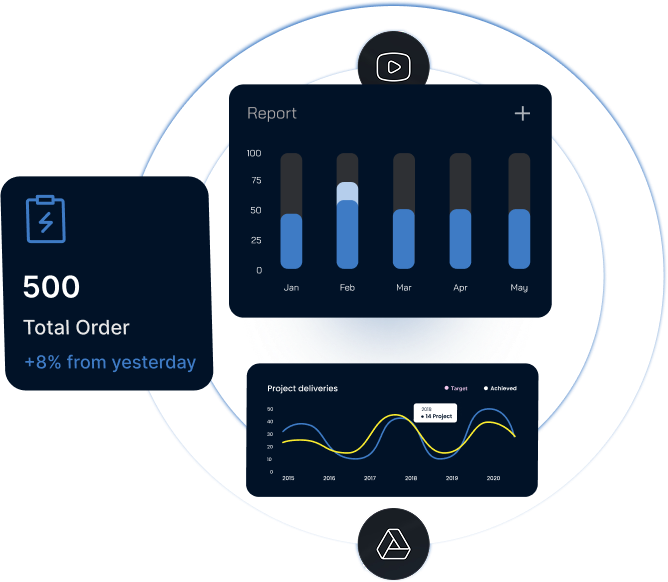 Report
100
75
50
25
0
Jan Feb Mar Apr May
500
Total Order
+8% from yesterday
Project deliveries
Target Achieved
2018
14 Project
50
40
30
20
10
0
2015 2016 2017 2018 2019 2020